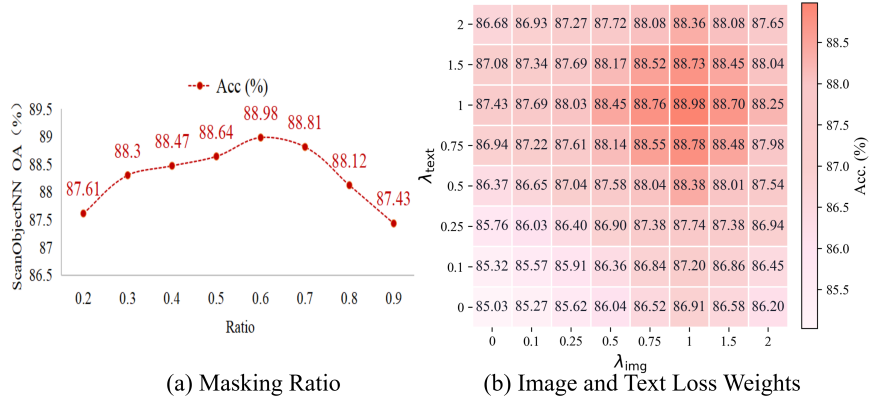 Acc (%)
ScanObjectNN OA (%)
89.5
89
88.5
88
87.5
87
86.5
87.61
88.3
88.47
88.64
88.98
88.81
88.12
87.43
0.2 0.3 0.4 0.5 0.6 0.7 0.8 0.9
Ratio
(a) Masking Ratio
λtext
2 86.68 86.93 87.27 87.72 88.08 88.36 88.08 87.65
1.5 87.08 87.34 87.69 88.17 88.52 88.73 88.45 88.04
1 87.43 87.69 88.03 88.45 88.76 88.98 88.70 88.25
0.75 86.94 87.22 87.61 88.14 88.55 88.78 88.48 87.98
0.5 86.37 86.65 87.04 87.58 88.04 88.38 88.01 87.54
0.25 85.76 86.03 86.40 86.90 87.38 87.74 87.38 86.94
0.1 85.32 85.57 85.91 86.36 86.84 87.20 86.86 86.45
0 85.03 85.27 85.62 86.04 86.52 86.91 86.58 86.20
0 0.1 0.25 0.5 0.75 1 1.5 2
λimg
88.5
88.0
87.5
87.0
86.5
86.0
85.5
Acc. (%)
(b) Image and Text Loss Weights